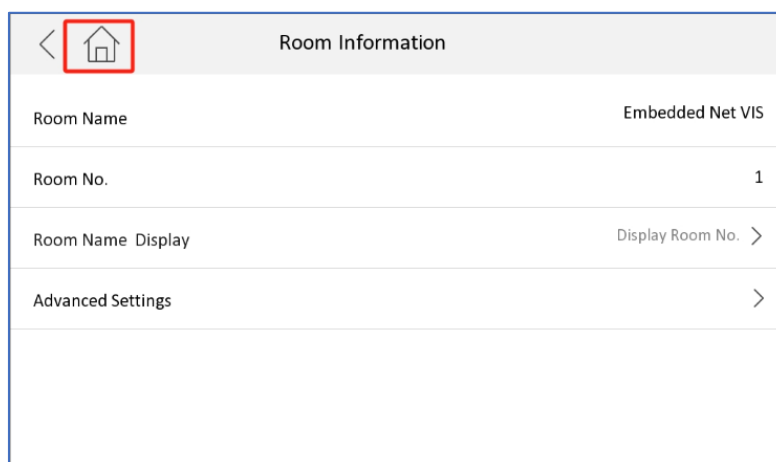 Room Information
Room Name Embedded Net VIS
Room No. 1
Room Name Display Display Room No.
Advanced Settings